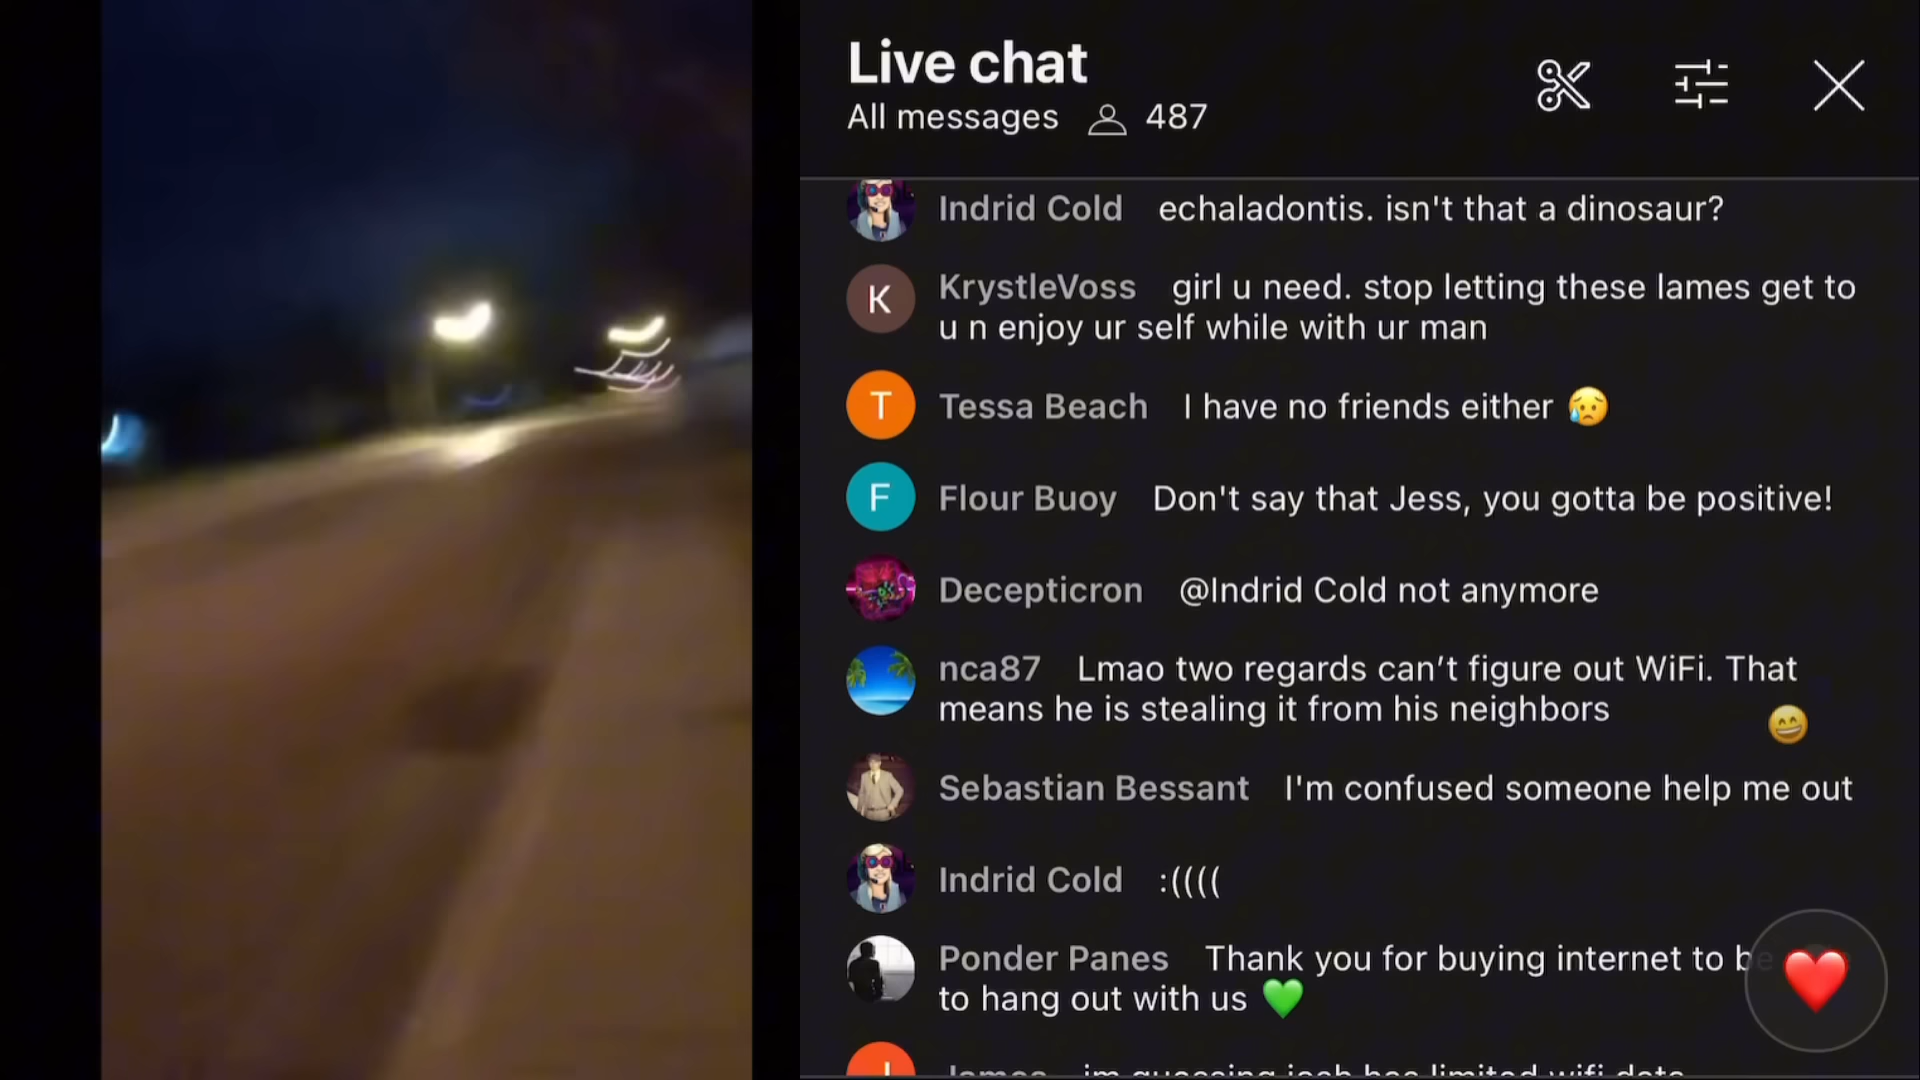 Live chat
All messages 487
Indrid Cold echaladontis. isn't that a dinosaur?
K KrystleVoss girl u need. stop letting these lames get to
u n enjoy ur self while with ur man
T Tessa Beach I have no friends either 😥
F Flour Buoy Don't say that Jess, you gotta be positive!
Decepticron @Indrid Cold not anymore
nca87 Lmao two regards can’t figure out WiFi. That
means he is stealing it from his neighbors
Sebastian Bessant I'm confused someone help me out
Indrid Cold :((((
Ponder Panes Thank you for buying internet to be
to hang out with us 💚